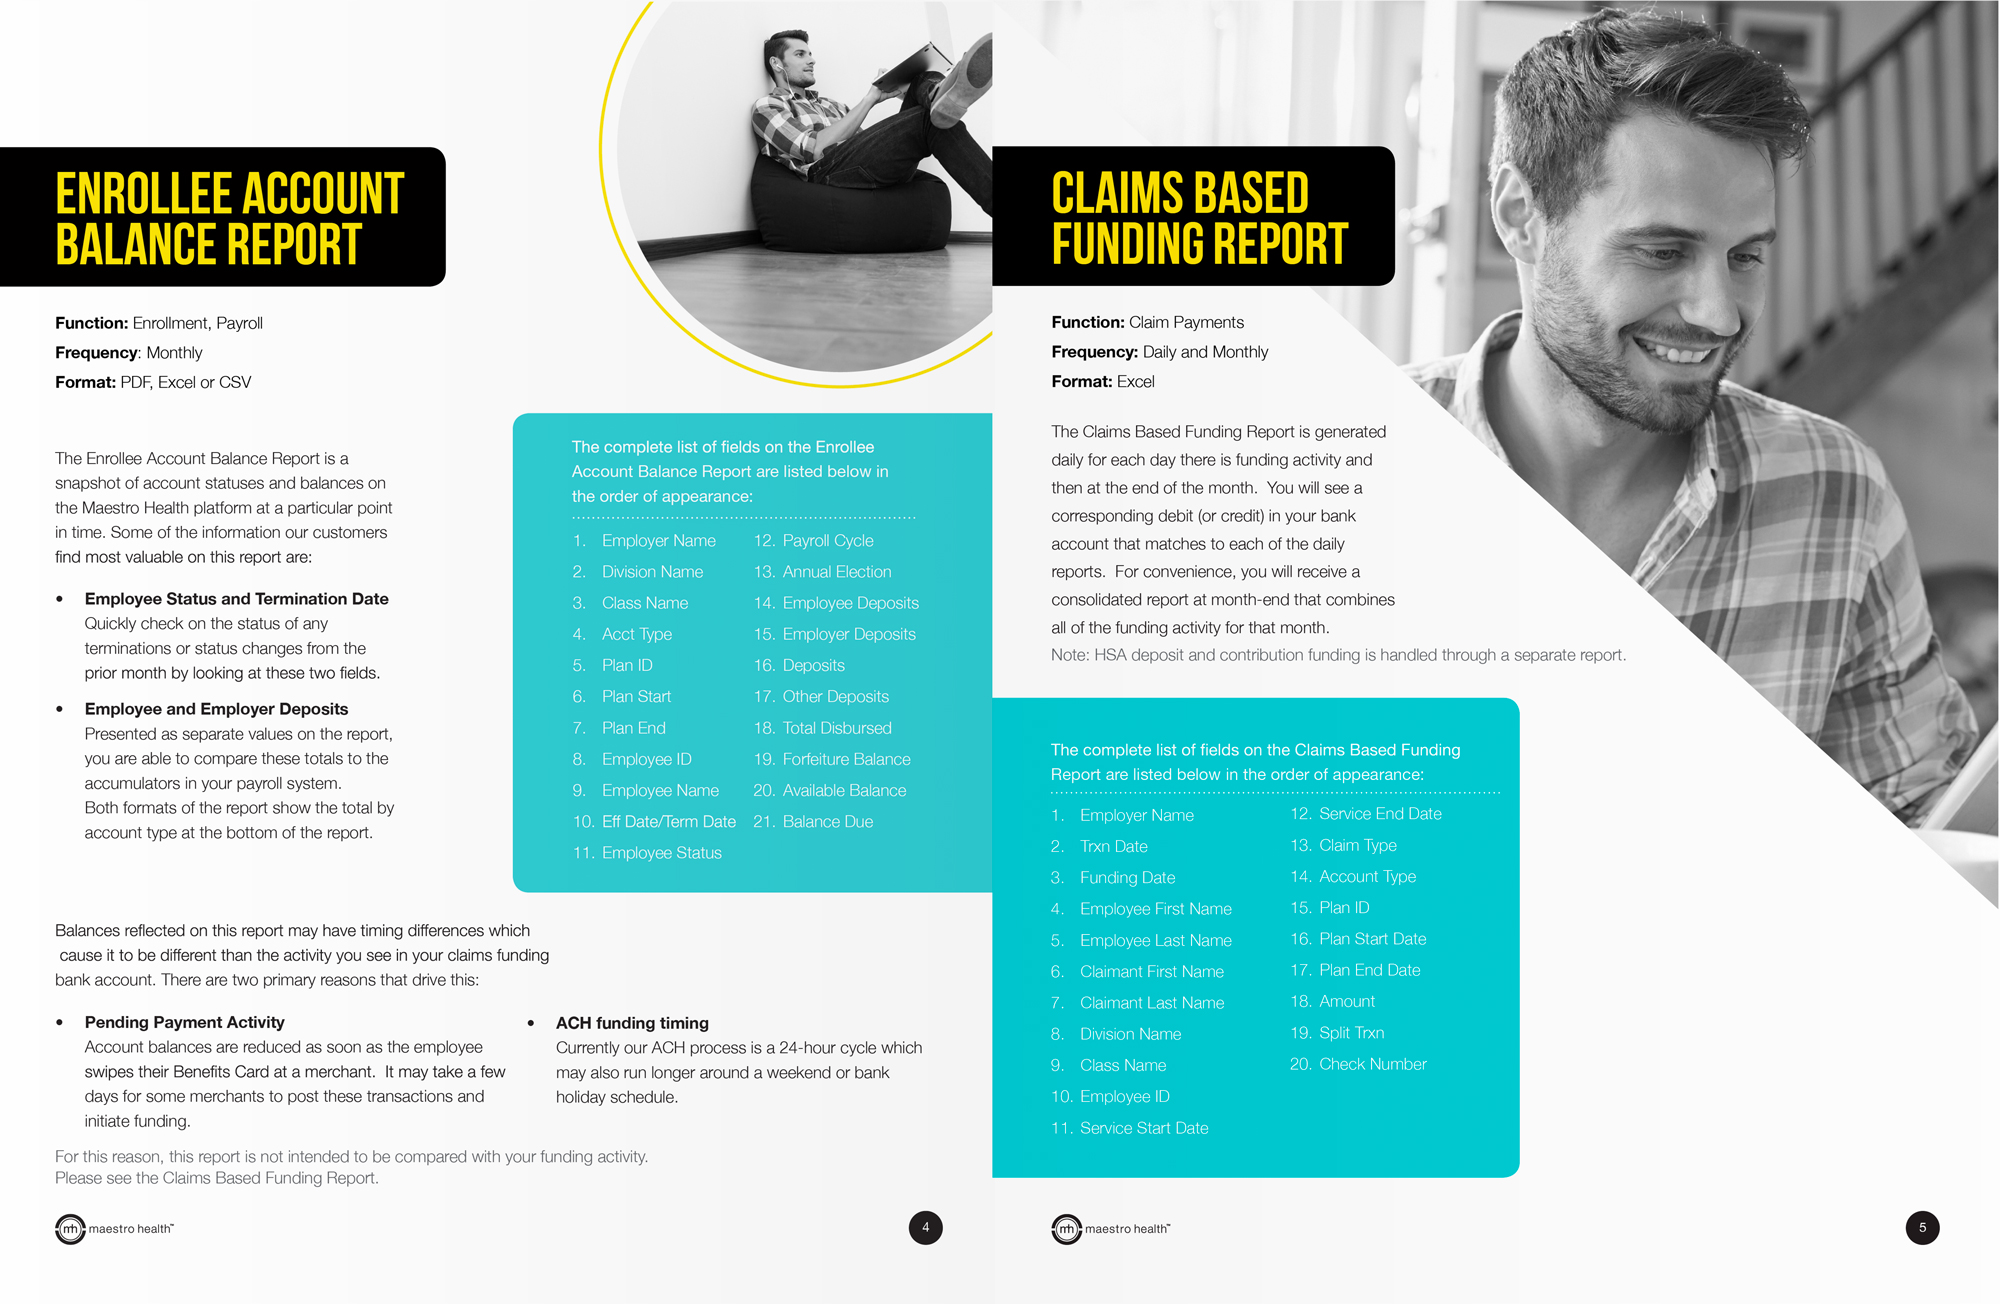 ENROLLEE ACCOUNT
BALANCE REPORT
Function: Enrollment, Payroll
Frequency: Monthly
Format: PDF, Excel or CSV
The Enrollee Account Balance Report is a
snapshot of account statuses and balances on
the Maestro Health platform at a particular point
in time. Some of the information our customers
find most valuable on this report are:
• Employee Status and Termination Date
Quickly check on the status of any
terminations or status changes from the
prior month by looking at these two fields.
• Employee and Employer Deposits
Presented as separate values on the report,
you are able to compare these totals to the
accumulators in your payroll system.
Both formats of the report show the total by
account type at the bottom of the report.
The complete list of fields on the Enrollee
Account Balance Report are listed below in
the order of appearance:
1. Employer Name
2. Division Name
3. Class Name
4. Acct Type
5. Plan ID
6. Plan Start
7. Plan End
8. Employee ID
9. Employee Name
10. Eff Date/Term Date
11. Employee Status
12. Payroll Cycle
13. Annual Election
14. Employee Deposits
15. Employer Deposits
16. Deposits
17. Other Deposits
18. Total Disbursed
19. Forfeiture Balance
20. Available Balance
21. Balance Due
Balances reflected on this report may have timing differences which
cause it to be different than the activity you see in your claims funding
bank account. There are two primary reasons that drive this:
• Pending Payment Activity
Account balances are reduced as soon as the employee
swipes their Benefits Card at a merchant. It may take a few
days for some merchants to post these transactions and
initiate funding.
• ACH funding timing
Currently our ACH process is a 24-hour cycle which
may also run longer around a weekend or bank
holiday schedule.
For this reason, this report is not intended to be compared with your funding activity.
Please see the Claims Based Funding Report.
mh maestro health™
4
CLAIMS BASED
FUNDING REPORT
Function: Claim Payments
Frequency: Daily and Monthly
Format: Excel
The Claims Based Funding Report is generated
daily for each day there is funding activity and
then at the end of the month. You will see a
corresponding debit (or credit) in your bank
account that matches to each of the daily
reports. For convenience, you will receive a
consolidated report at month-end that combines
all of the funding activity for that month.
Note: HSA deposit and contribution funding is handled through a separate report.
The complete list of fields on the Claims Based Funding
Report are listed below in the order of appearance:
1. Employer Name
2. Trxn Date
3. Funding Date
4. Employee First Name
5. Employee Last Name
6. Claimant First Name
7. Claimant Last Name
8. Division Name
9. Class Name
10. Employee ID
11. Service Start Date
12. Service End Date
13. Claim Type
14. Account Type
15. Plan ID
16. Plan Start Date
17. Plan End Date
18. Amount
19. Split Trxn
20. Check Number
mh maestro health™
5